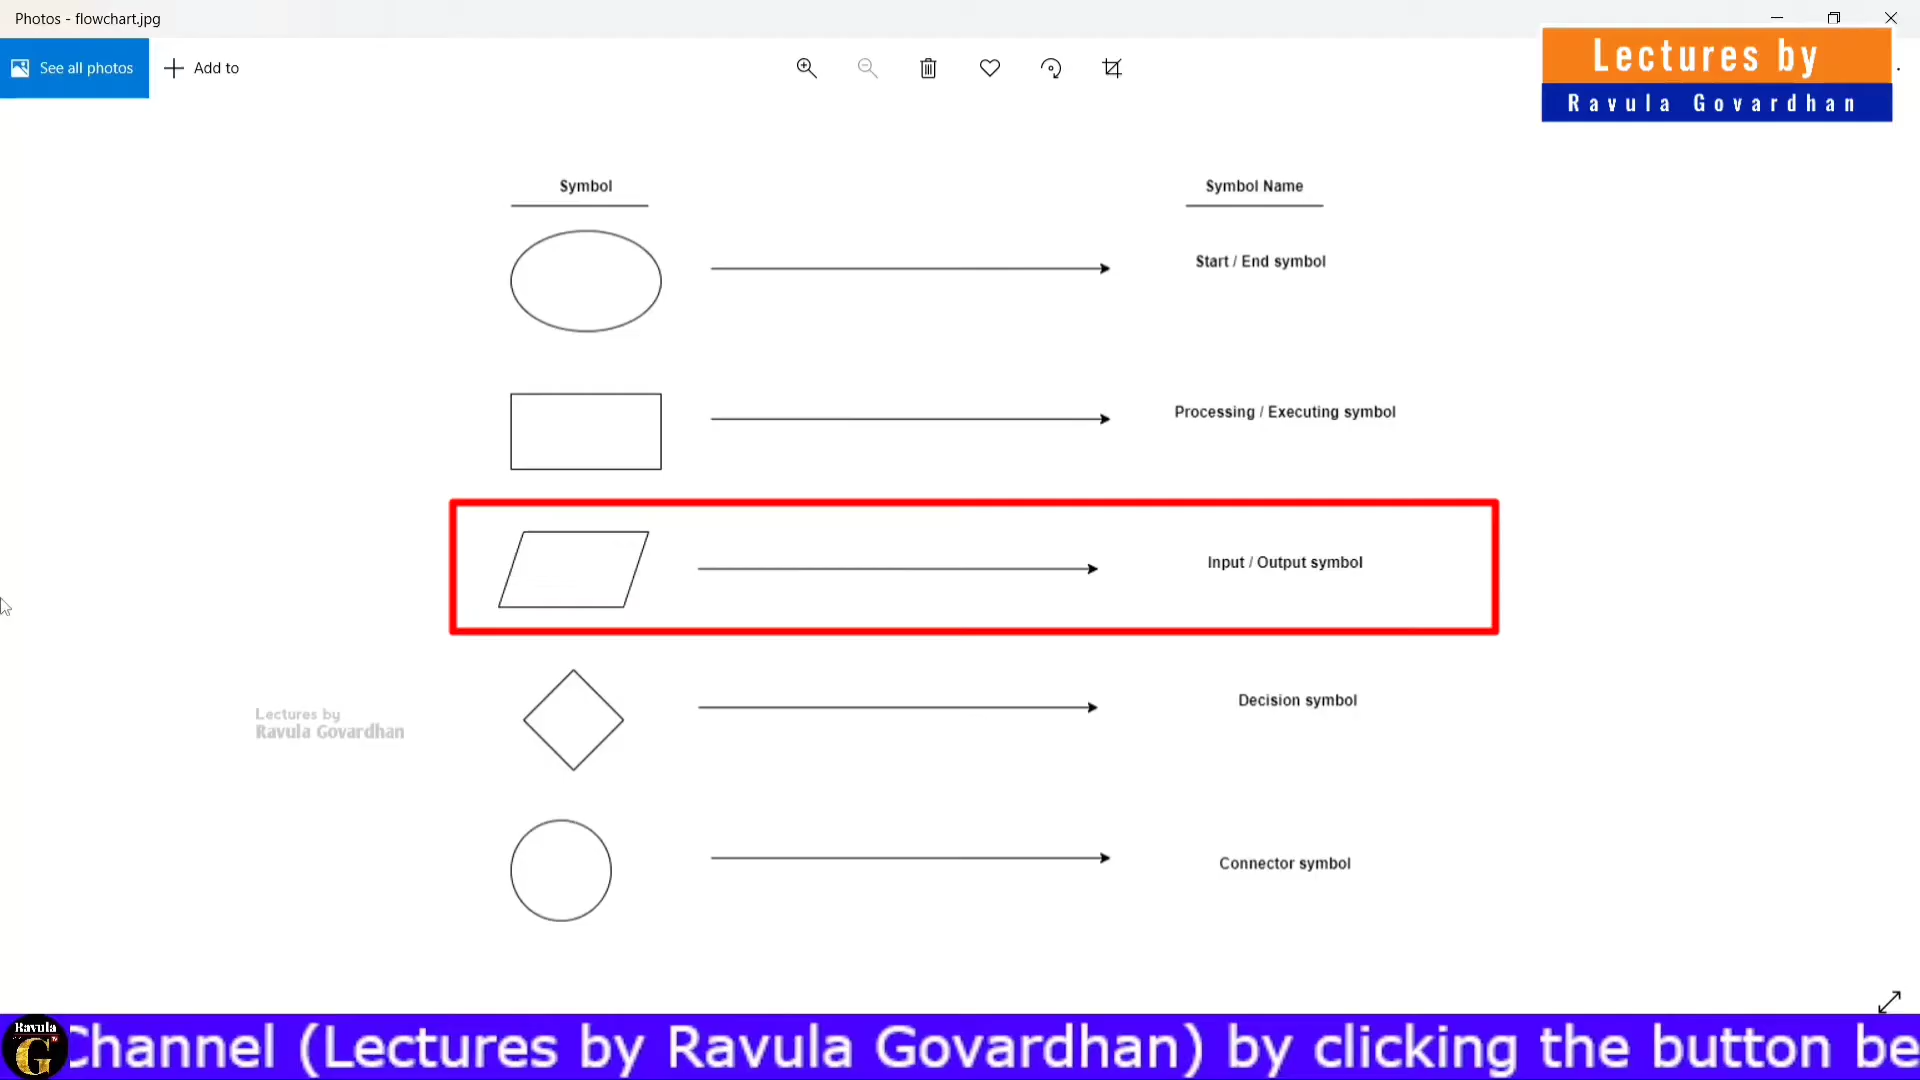 Photos - flowchart.jpg
See all photos
Add to
Lectures by
Ravula Govardhan
Symbol
Symbol Name
Start / End symbol
Processing / Executing symbol
Input / Output symbol
Decision symbol
Lectures by
Ravula Govardhan
Connector symbol
Ravula
G
Channel (Lectures by Ravula Govardhan) by clicking the button be